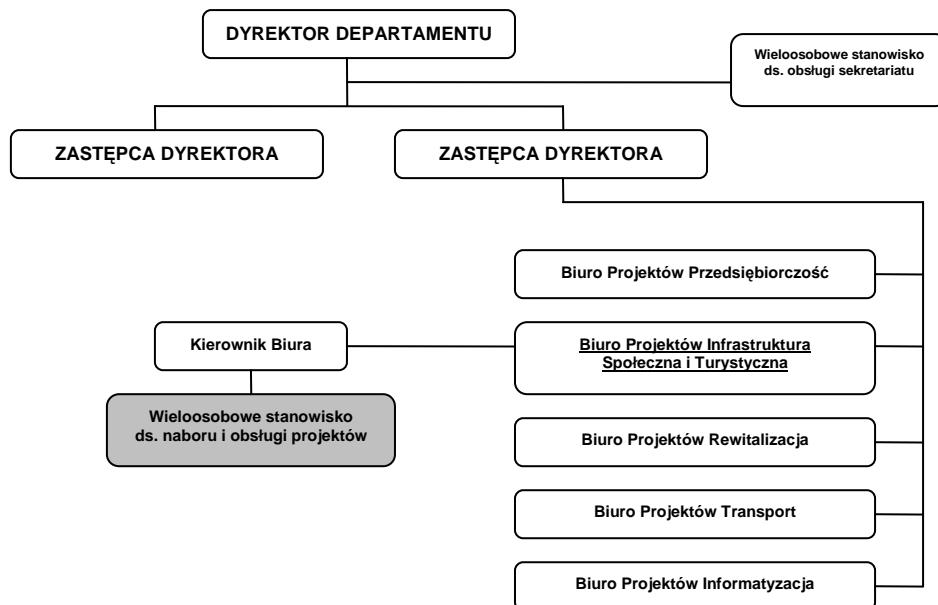 DYREKTOR DEPARTAMENTU
Wieloosobowe stanowisko
ds. obsługi sekretariatu
ZASTĘPCA DYREKTORA
ZASTĘPCA DYREKTORA
Biuro Projektów Przedsiębiorczość
Kierownik Biura
Biuro Projektów Infrastruktura
Społeczna i Turystyczna
Wieloosobowe stanowisko
ds. naboru i obsługi projektów
Biuro Projektów Rewitalizacja
Biuro Projektów Transport
Biuro Projektów Informatyzacja